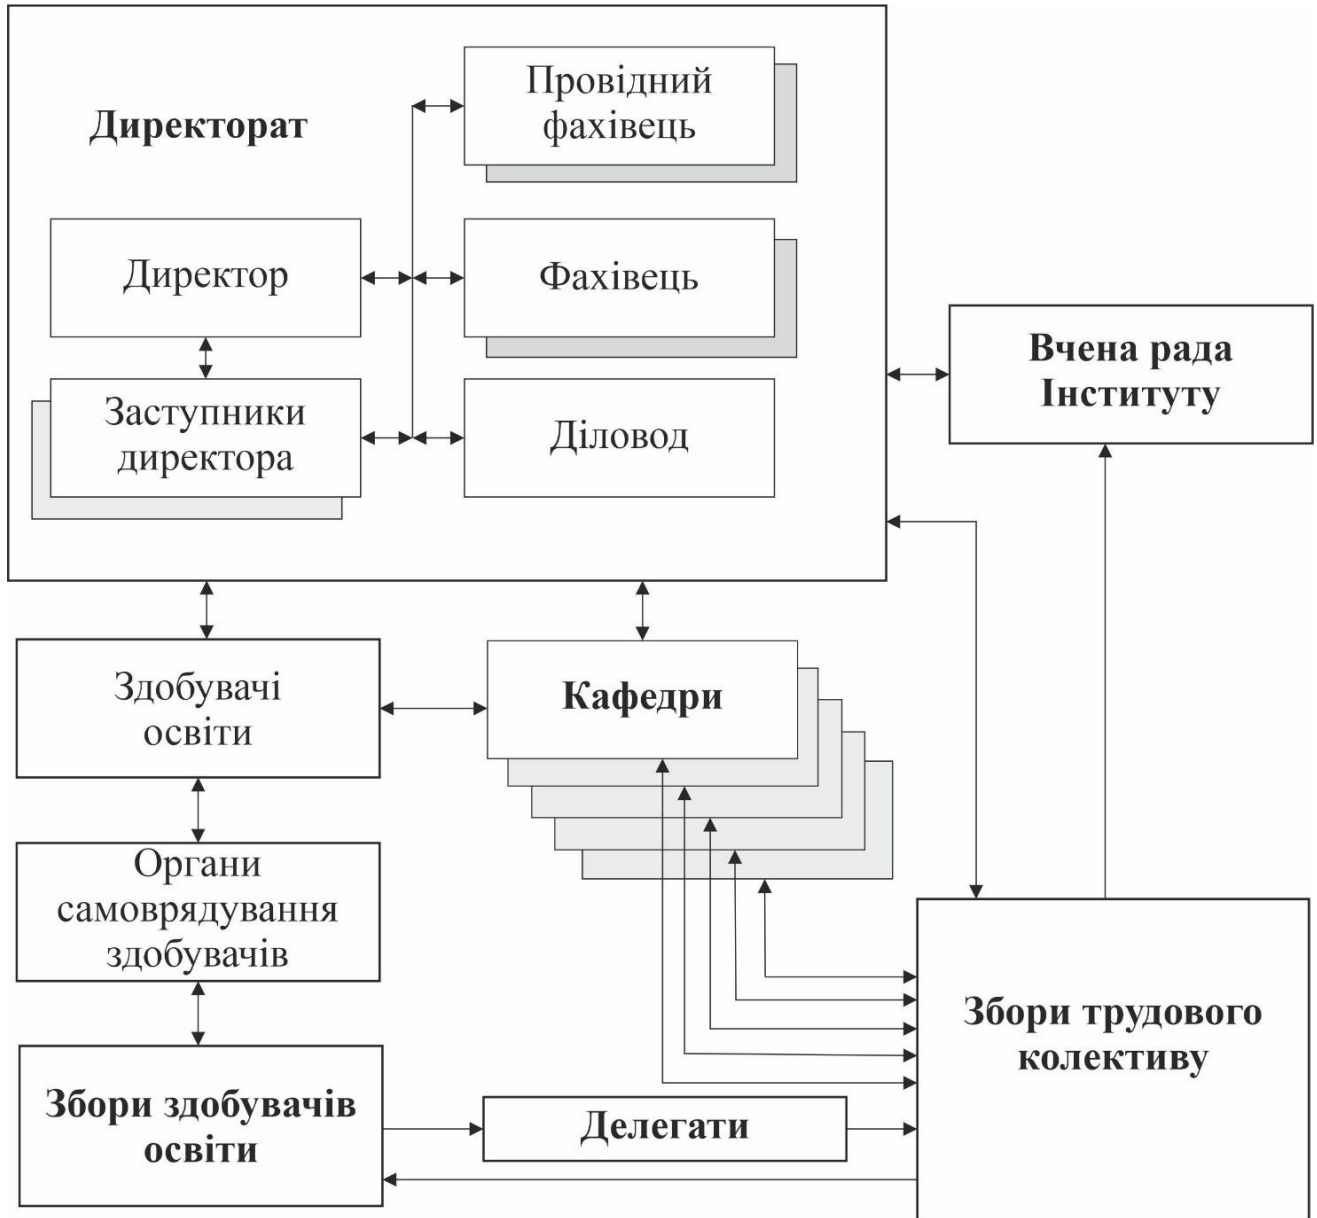 Директорат
Провідний
фахівець
Директор
Фахівець
Заступники
директора
Діловод
Вчена рада
Інституту
Здобувачі
освіти
Кафедри
Органи
самоврядування
здобувачів
Збори трудового
колективу
Збори здобувачів
освіти
Делегати